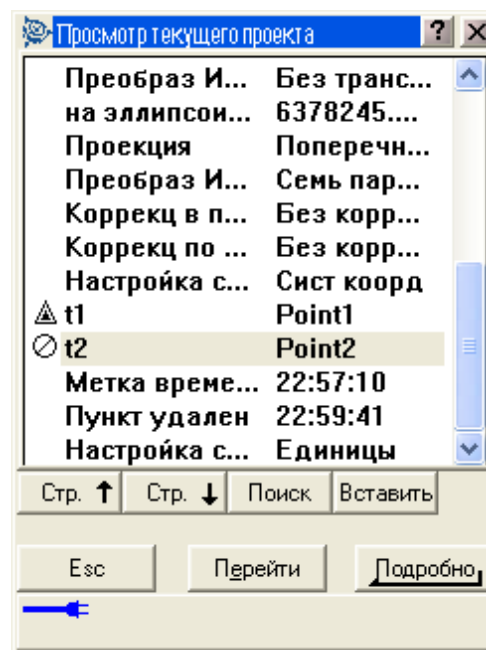 Просмотр текущего проекта ? X
Преобраз И... Без транс...
на эллипсои... 6378245....
Проекция Поперечн...
Преобраз И... Семь пар...
Коррекц в п... Без корр...
Коррекц по ... Без корр...
Настройка с... Сист коорд
t1 Point1
t2 Point2
Метка време... 22:57:10
Пункт удален 22:59:41
Настройка с... Единицы
Стр. ↑ Стр. ↓ Поиск Вставить
Esc Перейти Подробно